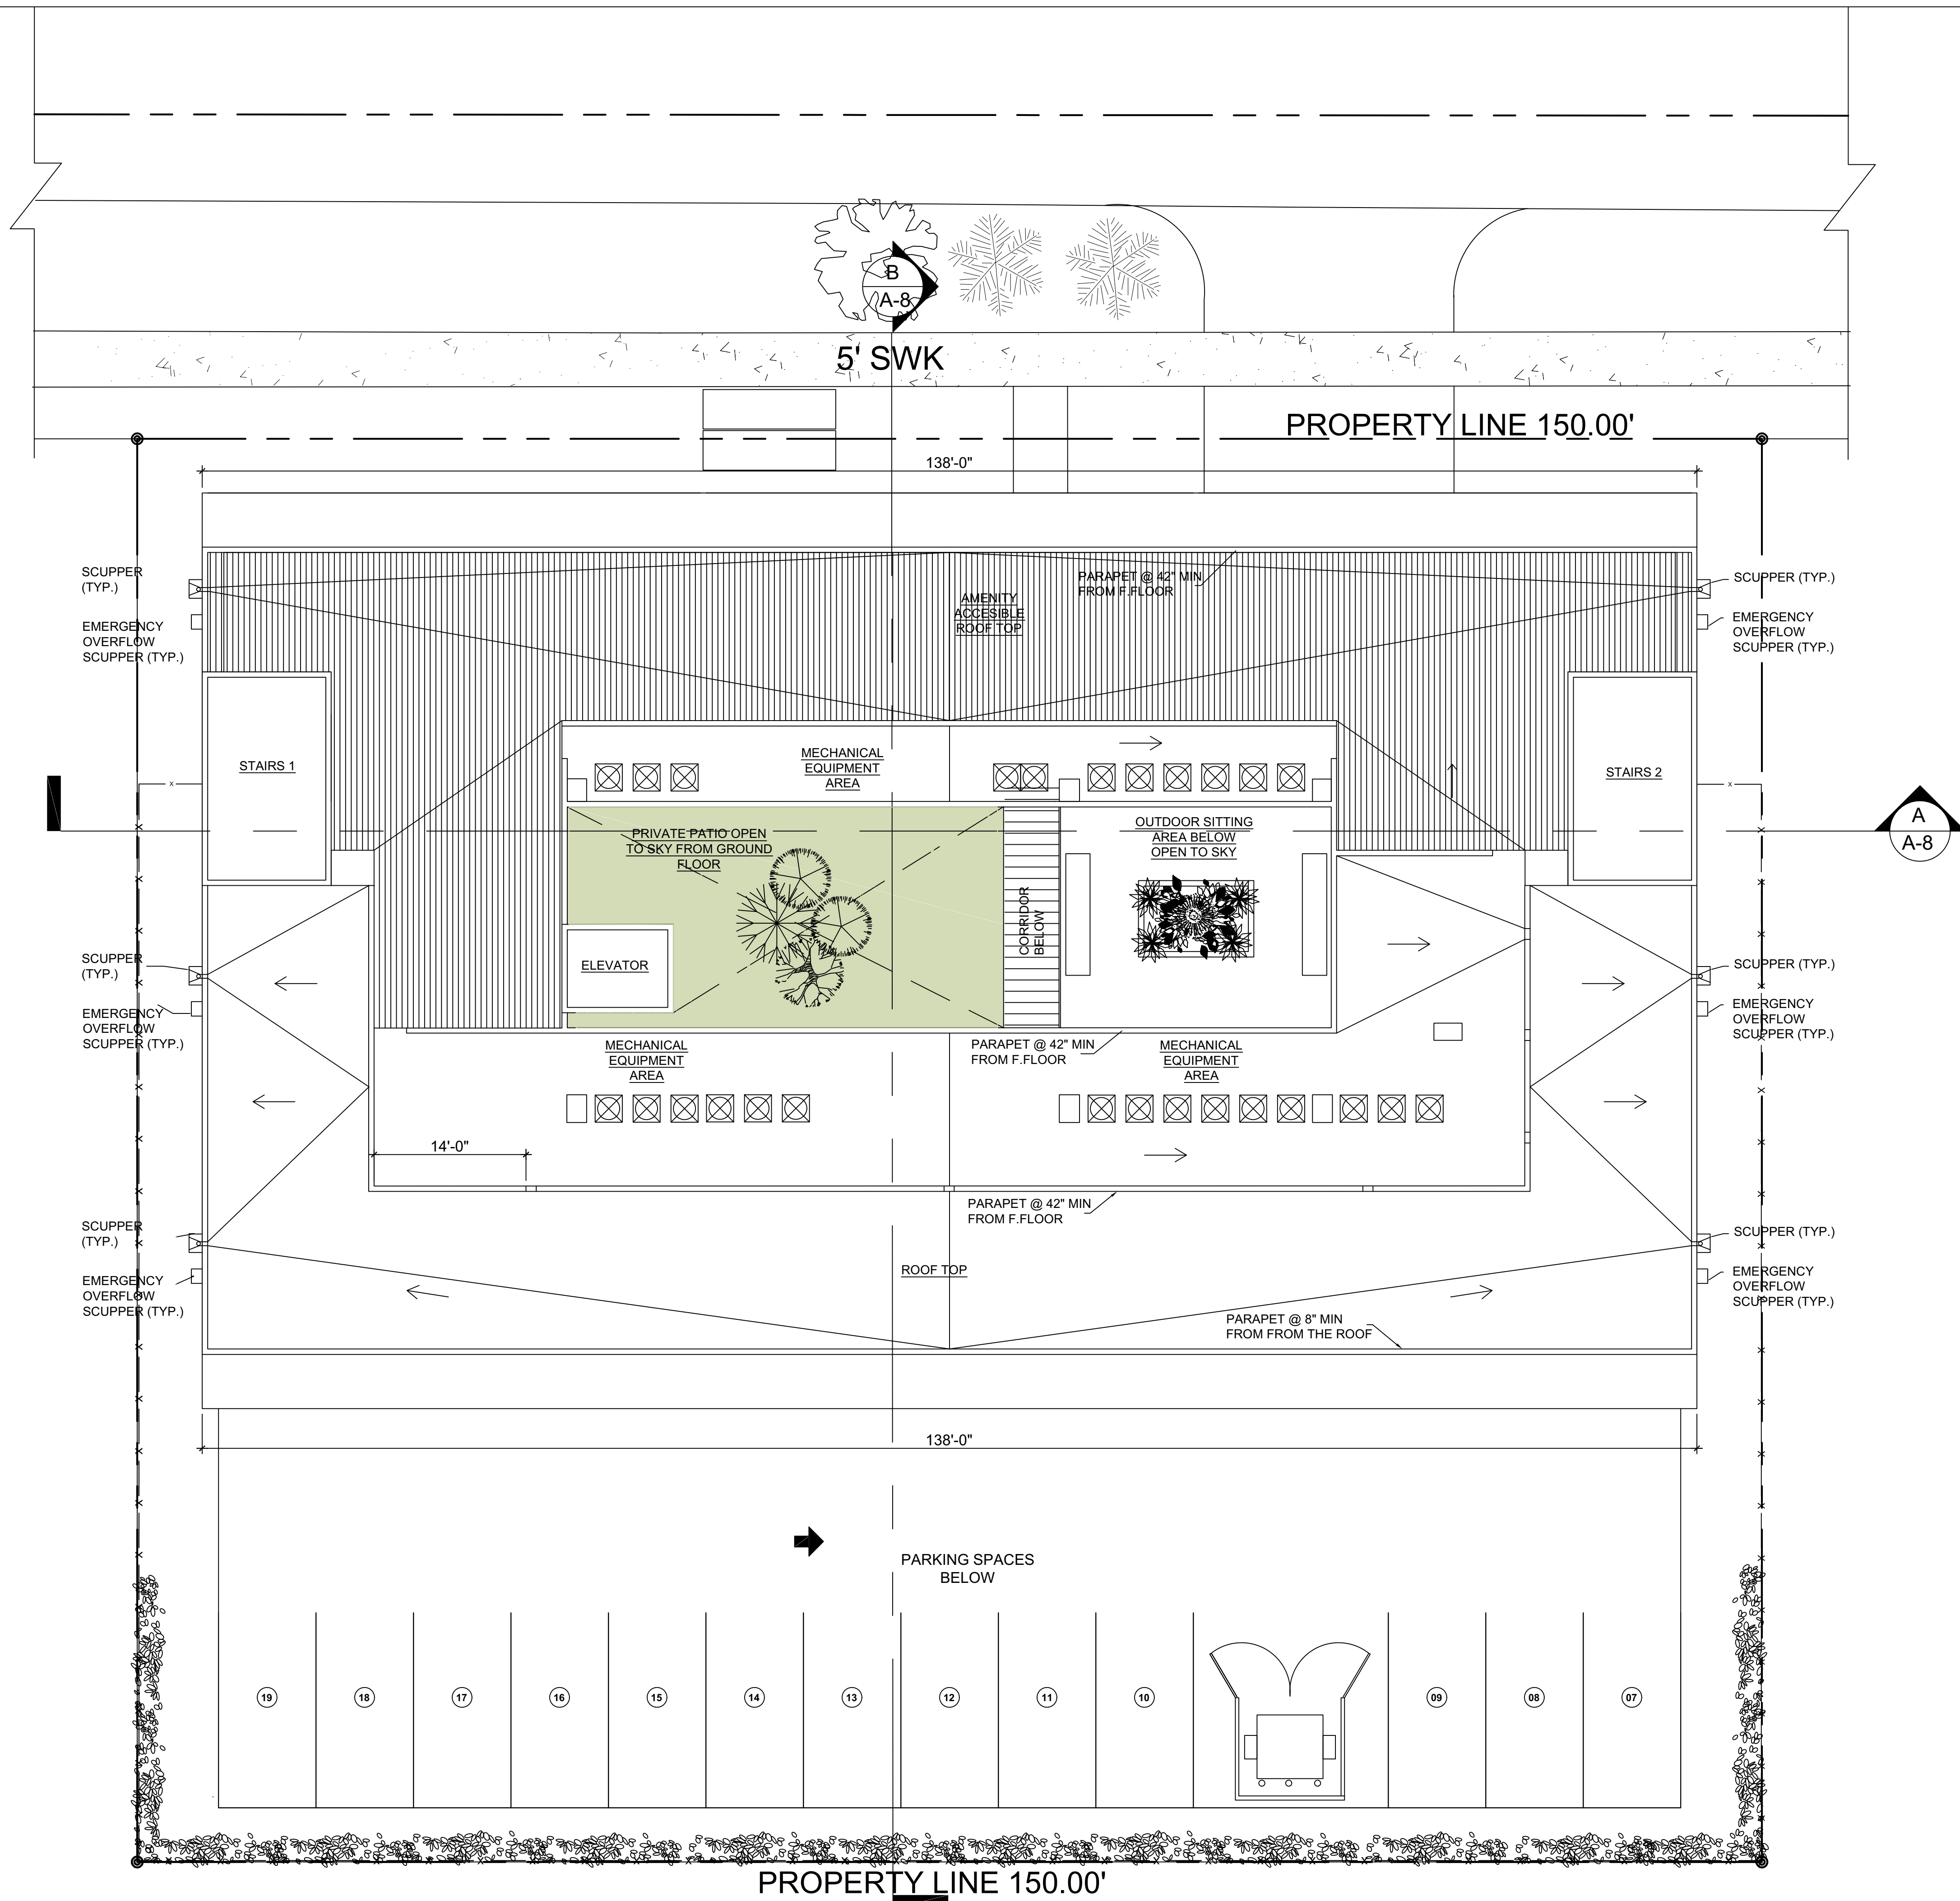 B
A-8
5' SWK
PROPERTY LINE 150.00'
138'-0"
SCUPPER
(TYP.)
EMERGENCY
OVERFLOW
SCUPPER (TYP.)
PARAPET @ 42" MIN
FROM F.FLOOR
AMENITY
ACCESIBLE
ROOF TOP
SCUPPER (TYP.)
EMERGENCY
OVERFLOW
SCUPPER (TYP.)
STAIRS 1
MECHANICAL
EQUIPMENT
AREA
STAIRS 2
x
x
PRIVATE PATIO OPEN
TO SKY FROM GROUND
FLOOR
OUTDOOR SITTING
AREA BELOW
OPEN TO SKY
A
A-8
CORRIDOR
BELOW
ELEVATOR
SCUPPER
(TYP.)
EMERGENCY
OVERFLOW
SCUPPER (TYP.)
SCUPPER (TYP.)
EMERGENCY
OVERFLOW
SCUPPER (TYP.)
MECHANICAL
EQUIPMENT
AREA
PARAPET @ 42" MIN
FROM F.FLOOR
MECHANICAL
EQUIPMENT
AREA
14'-0"
PARAPET @ 42" MIN
FROM F.FLOOR
SCUPPER
(TYP.)
EMERGENCY
OVERFLOW
SCUPPER (TYP.)
ROOF TOP
SCUPPER (TYP.)
EMERGENCY
OVERFLOW
SCUPPER (TYP.)
PARAPET @ 8" MIN
FROM FROM THE ROOF
138'-0"
PARKING SPACES
BELOW
19 18 17 16 15 14 13 12 11 10 09 08 07
PROPERTY LINE 150.00'